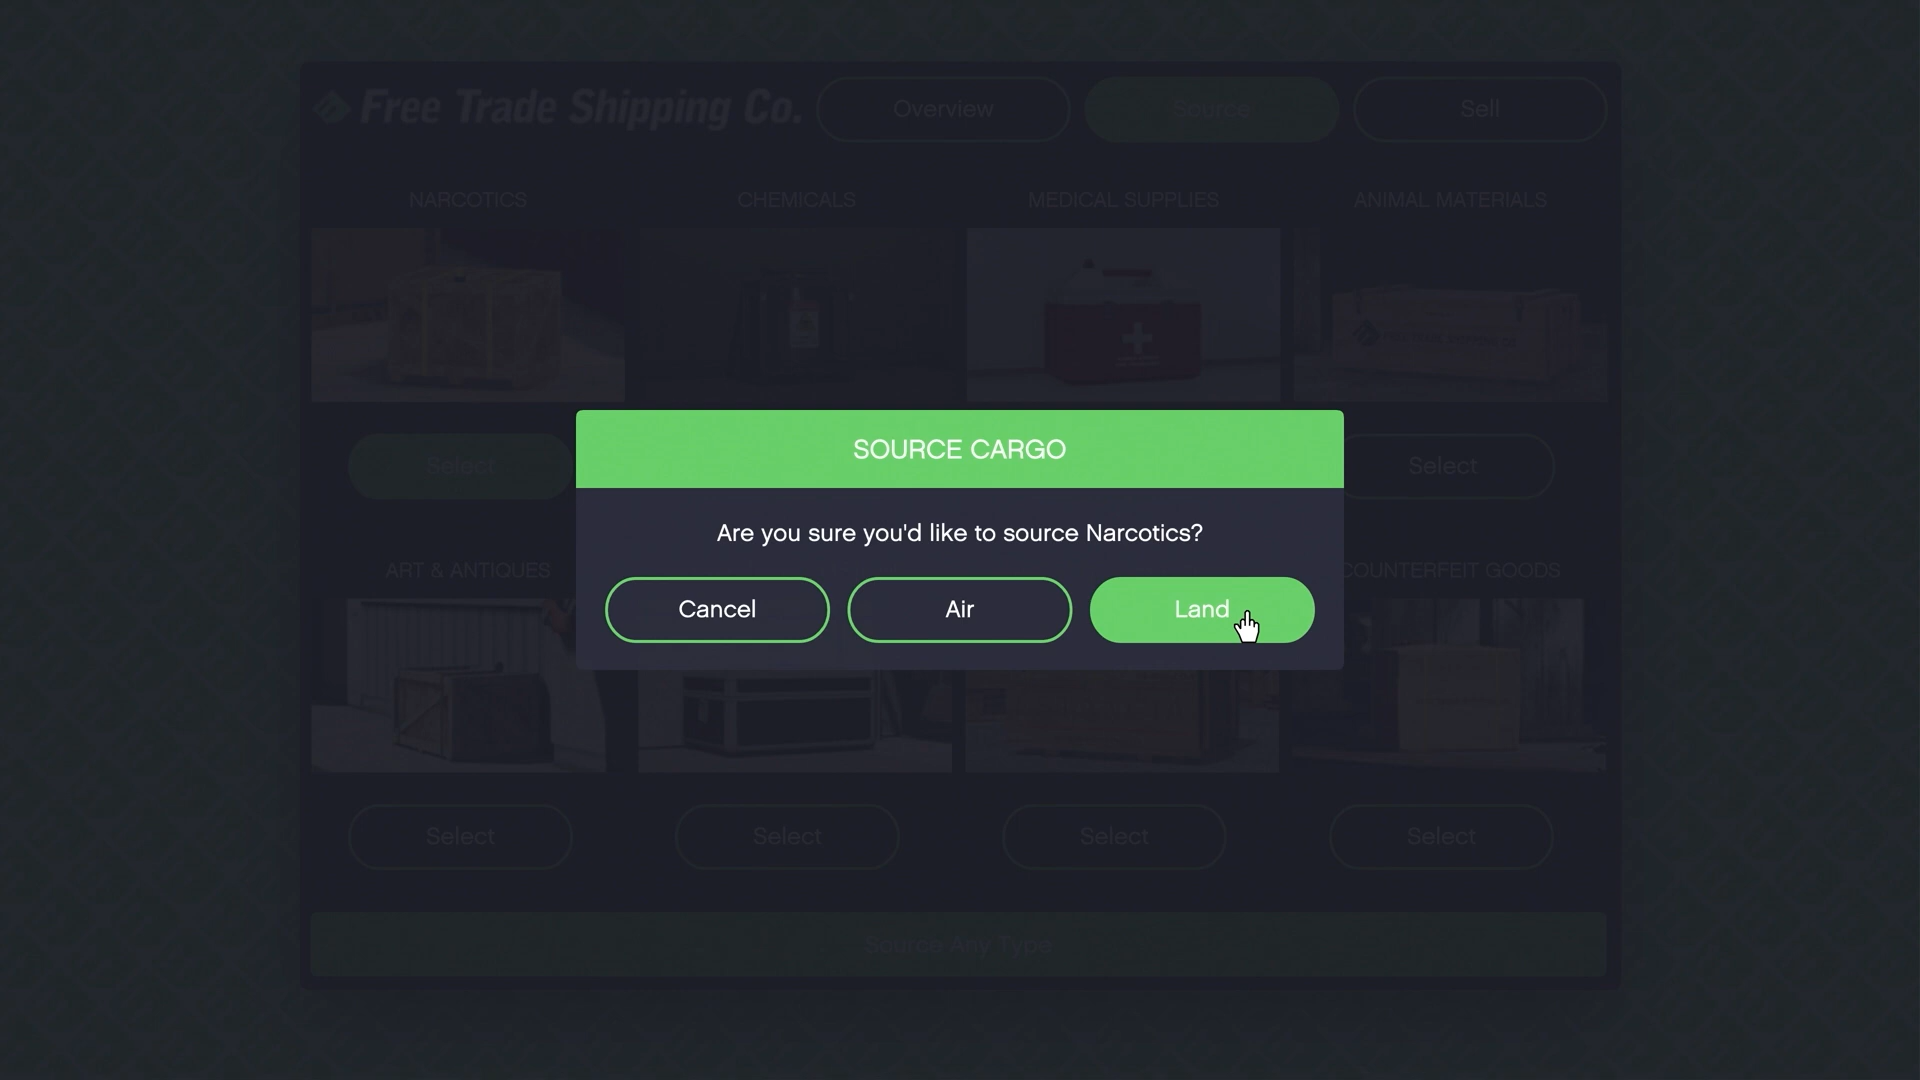 Free Trade Shipping Co.
Overview
Source
Sell
NARCOTICS
CHEMICALS
MEDICAL SUPPLIES
ANIMAL MATERIALS
SOURCE CARGO
Select
Select
Are you sure you'd like to source Narcotics?
ART & ANTIQUES
COUNTERFEIT GOODS
Cancel
Air
Land
Select
Select
Select
Select
Source Any Type